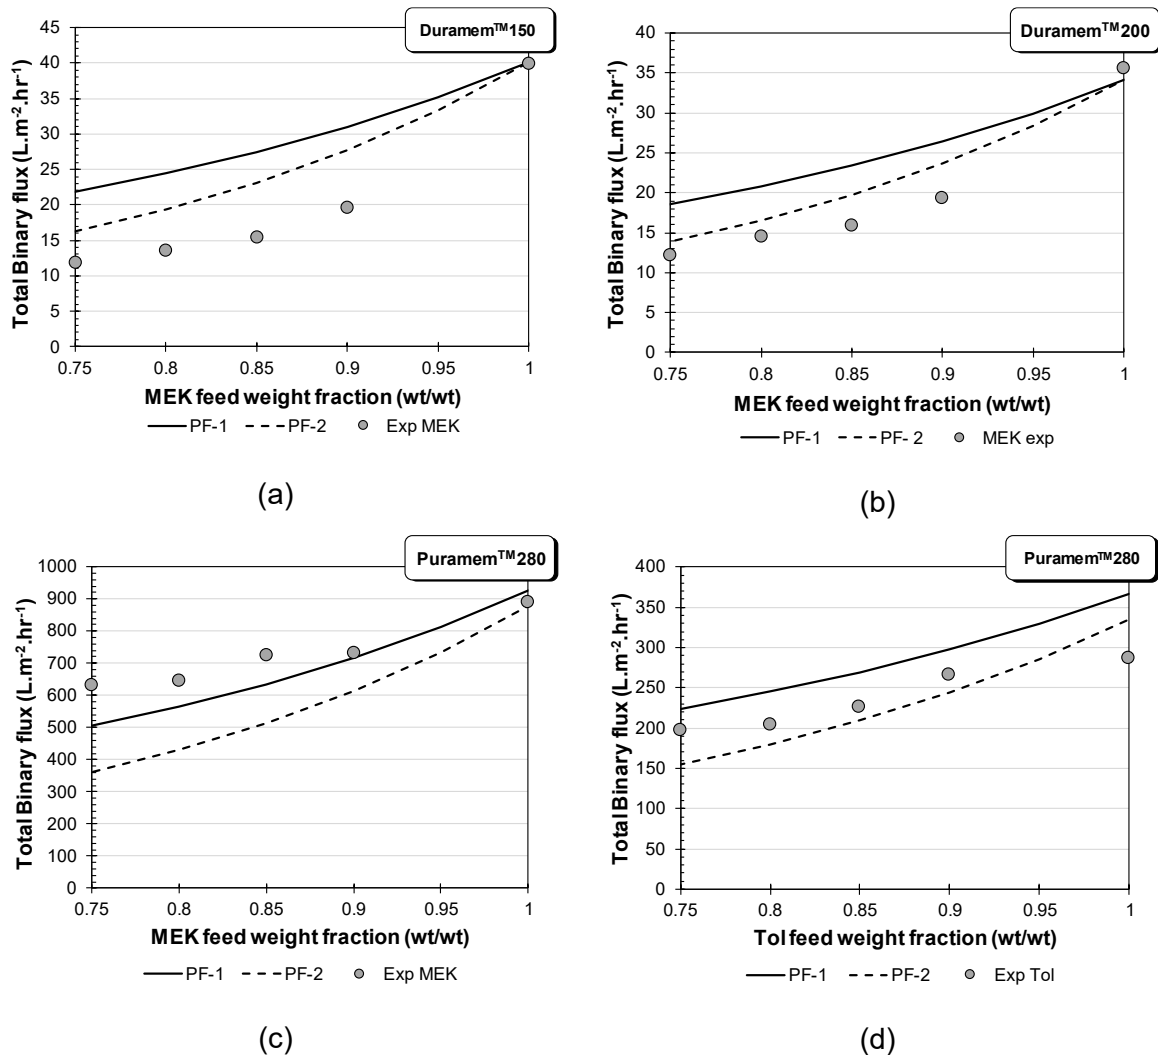 Duramem™150
Total Binary flux (L.m-2.hr-1)
45
40
35
30
25
20
15
10
5
0
0.75 0.8 0.85 0.9 0.95 1
MEK feed weight fraction (wt/wt)
PF-1 PF-2 Exp MEK
(a)
Duramem™200
Total Binary flux (L.m-2.hr-1)
40
35
30
25
20
15
10
5
0
0.75 0.8 0.85 0.9 0.95 1
MEK feed weight fraction (wt/wt)
PF-1 PF- 2 MEK exp
(b)
Puramem™280
Total Binary flux (L.m-2.hr-1)
1000
900
800
700
600
500
400
300
200
100
0
0.75 0.8 0.85 0.9 0.95 1
MEK feed weight fraction (wt/wt)
PF-1 PF-2 Exp MEK
(c)
Puramem™280
Total Binary flux (L.m-2.hr-1)
400
350
300
250
200
150
100
50
0
0.75 0.8 0.85 0.9 0.95 1
Tol feed weight fraction (wt/wt)
PF-1 PF-2 Exp Tol
(d)